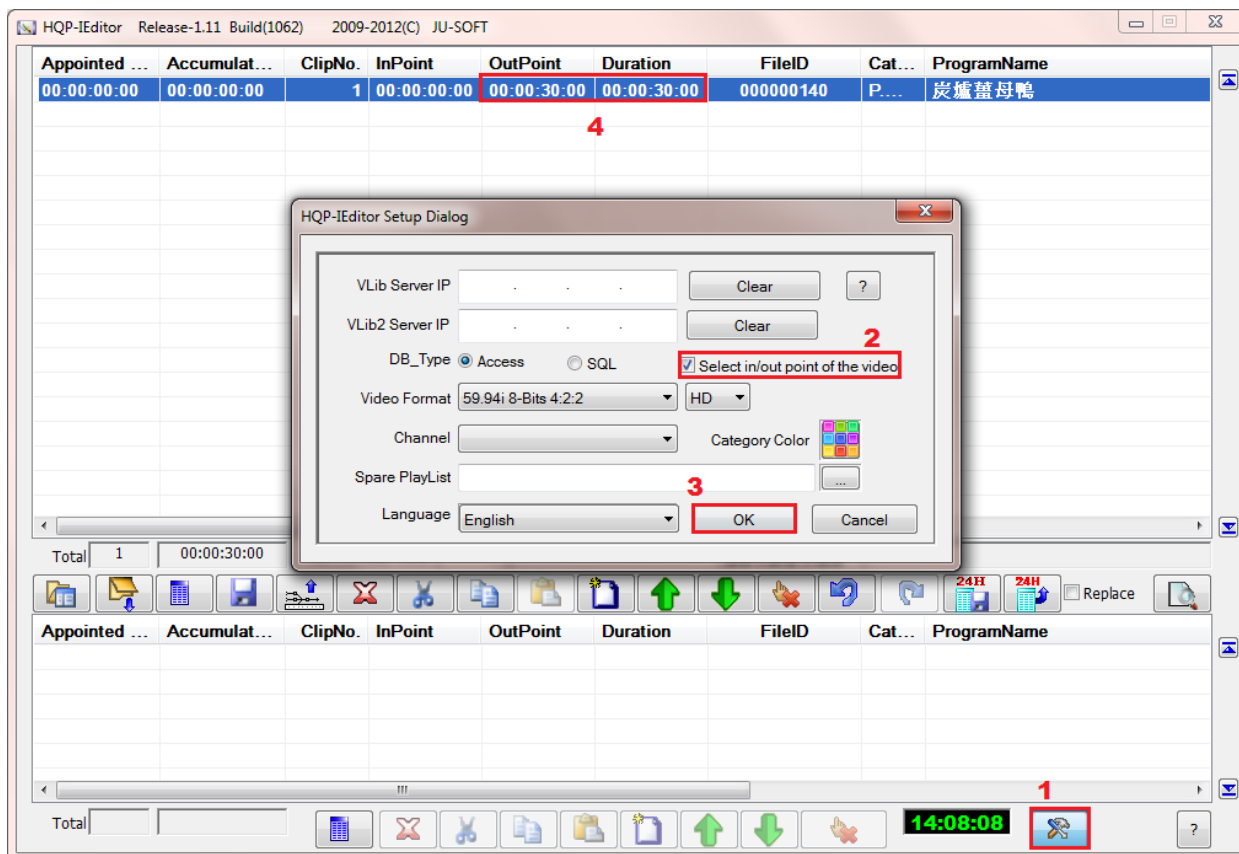 HQP-IEditor Release-1.11 Build(1062) 2009-2012(C) JU-SOFT
Appointed ... Accumulat... ClipNo. InPoint OutPoint Duration FileID Cat... ProgramName
00:00:00:00 00:00:00:00 1 00:00:00:00 00:00:30:00 00:00:30:00 000000140 P.... 炭爐薑母鴨
4
HQP-IEditor Setup Dialog
VLib Server IP . . . Clear ?
VLib2 Server IP . . . Clear
2
DB_Type Access SQL Select in/out point of the video
Video Format 59.94i 8-Bits 4:2:2 HD
Channel Category Color
Spare PlayList ...
3
Language English OK Cancel
Total 1 00:00:30:00
24H 24H Replace
Appointed ... Accumulat... ClipNo. InPoint OutPoint Duration FileID Cat... ProgramName
1
Total 14:08:08 ?